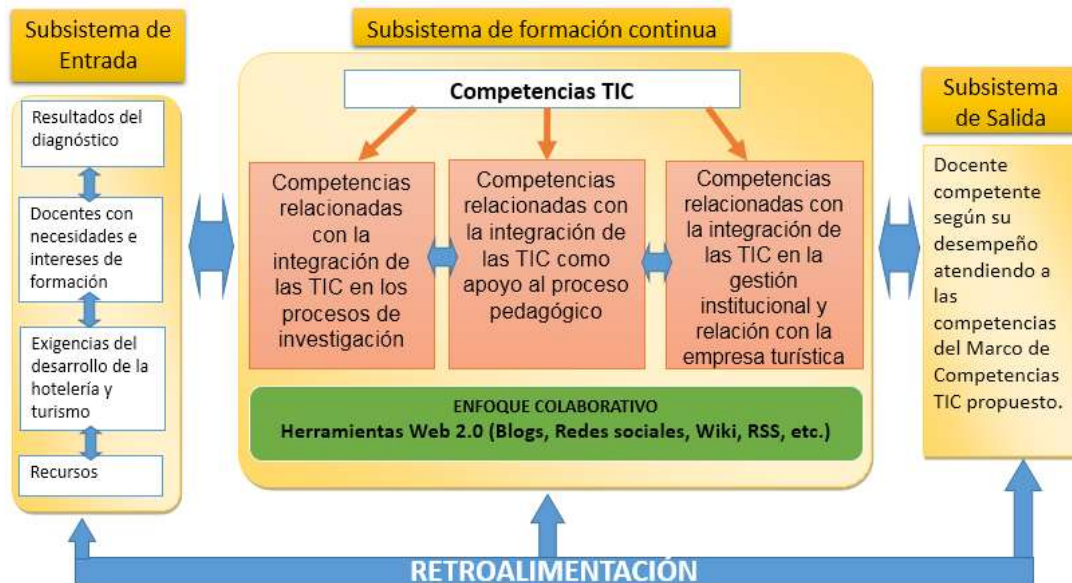 Subsistema de
Entrada
Resultados del
diagnóstico
Docentes con
necesidades e
intereses de
formación
Exigencias del
desarrollo de la
hotelería y
turismo
Recursos
Subsistema de formación continua
Competencias TIC
Competencias
relacionadas
con la
integración de
las TIC en los
procesos de
investigación
Competencias
relacionadas con
la integración de
las TIC como
apoyo al proceso
pedagógico
Competencias
relacionadas con
la integración de
las TIC en la
gestión
institucional y
relación con la
empresa turística
ENFOQUE COLABORATIVO
Herramientas Web 2.0 (Blogs, Redes sociales, Wiki, RSS, etc.)
Subsistema
de Salida
Docente
competente
según su
desempeño
atendiendo a
las
competencias
del Marco de
Competencias
TIC propuesto.
RETROALIMENTACIÓN